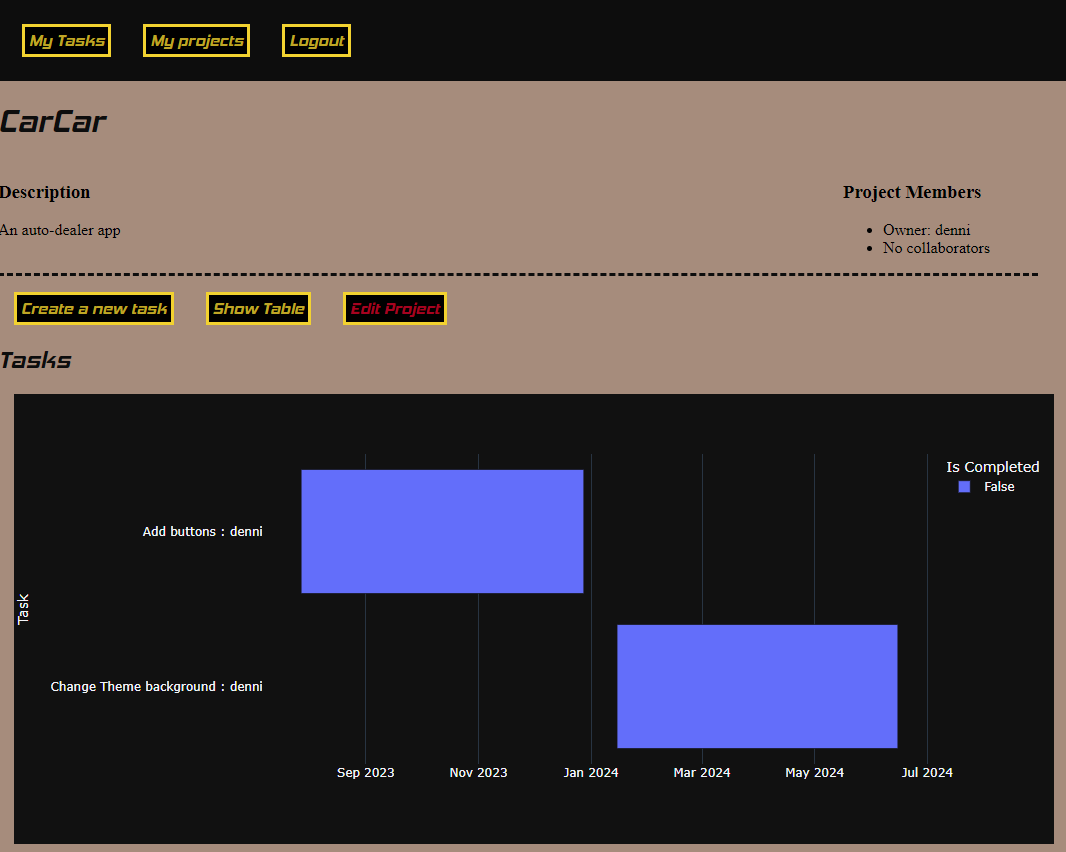 My Tasks My projects Logout
CarCar
Description
An auto-dealer app
Project Members
Owner: denni
No collaborators
Create a new task Show Table Edit Project
Tasks
Is Completed
False
Add buttons : denni
Task
Change Theme background : denni
Sep 2023 Nov 2023 Jan 2024 Mar 2024 May 2024 Jul 2024